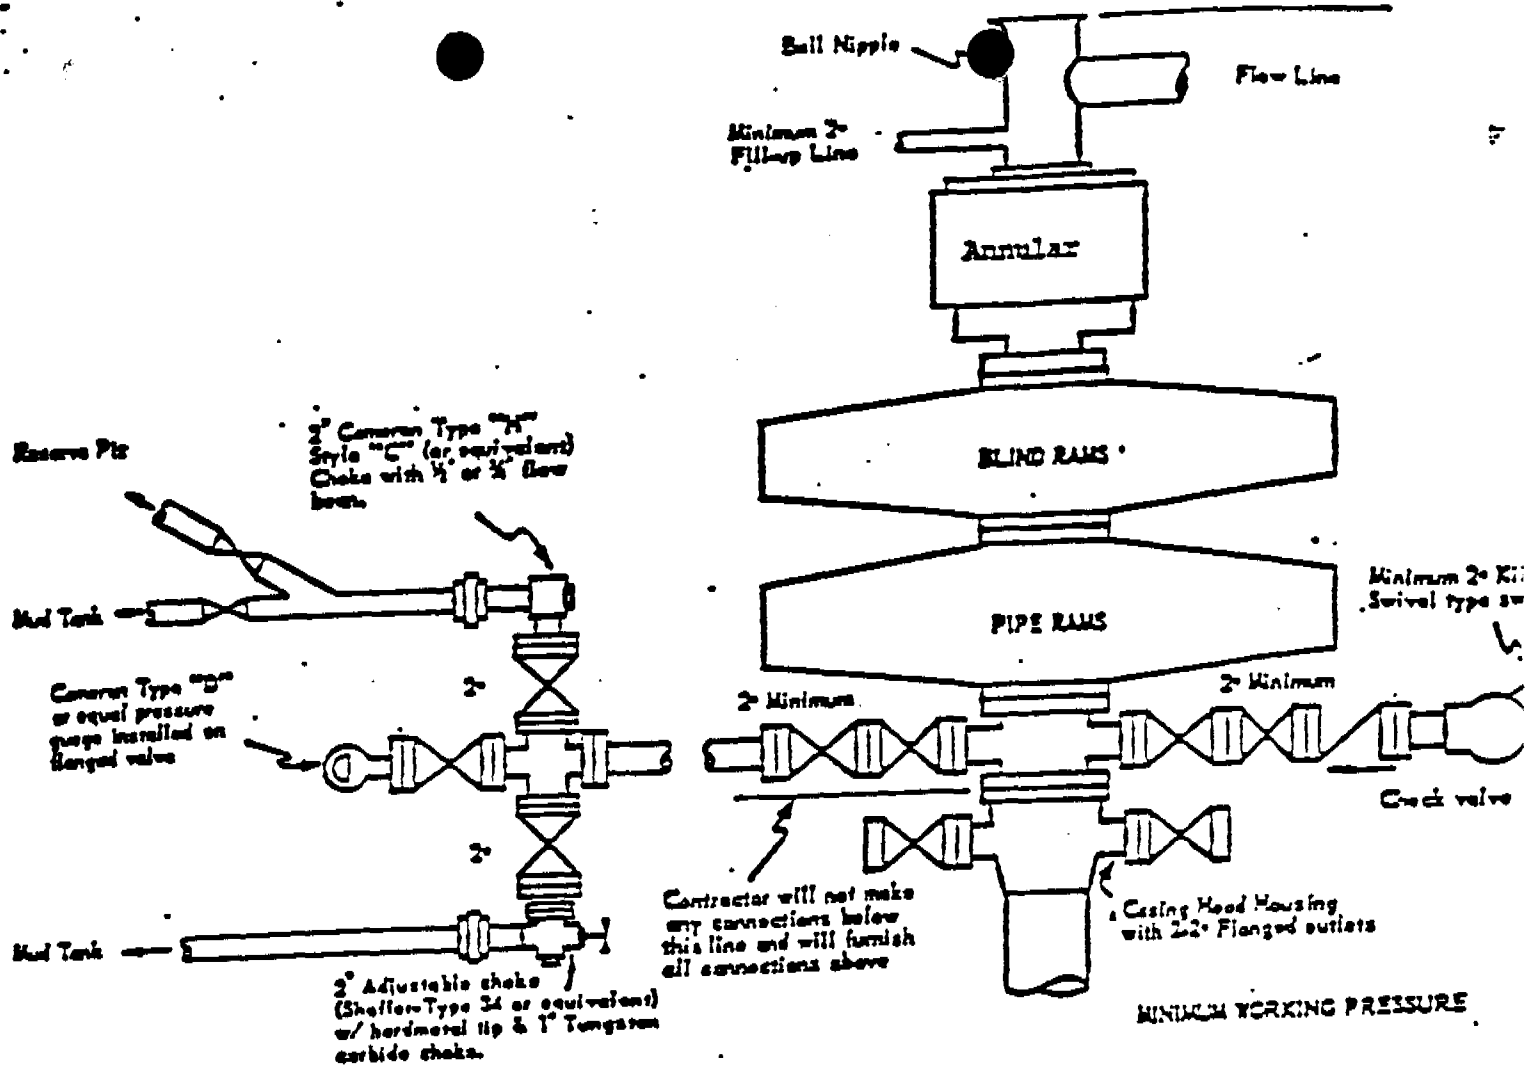 Bell Nipple
Flow Line
Minimum 2"
Fill-up Line
Annular
2" Cameron Type "H"
Style "C" (or equivalent)
Choke with ½" or ¾" flow
bean.
Reserve Pit
BLIND RAMS
Mud Tank
PIPE RAMS
Minimum 2" Kil
Swivel type sw
Cameron Type "D"
or equal pressure
guage installed on
flanged valve
2"
2" Minimum
2" Minimum
Check valve
2"
Contractor will not make
any connections below
this line and will furnish
all connections above
Casing Head Housing
with 2-2" Flanged outlets
Mud Tank
2" Adjustable choke
(Shaffer-Type 3d or equivalent)
w/ hardmetal tip & 1" Tungsten
carbide choke.
MINIMUM WORKING PRESSURE